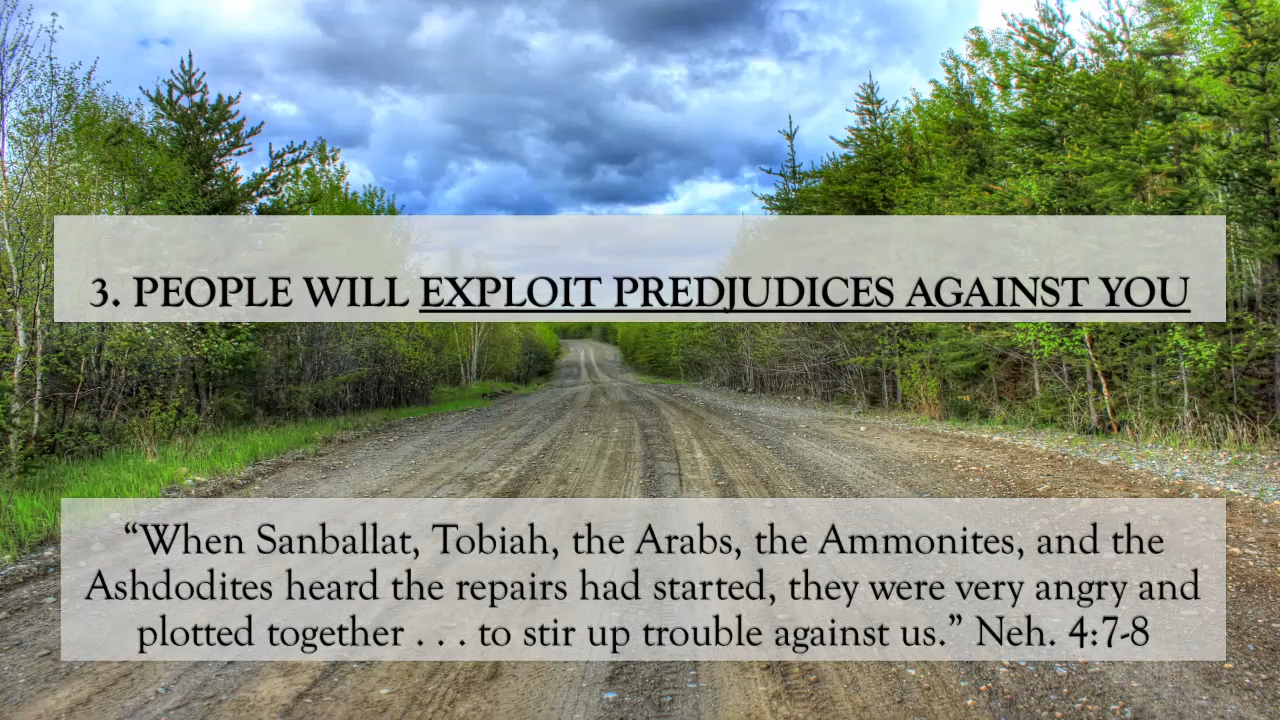 3. PEOPLE WILL EXPLOIT PREDJUDICES AGAINST YOU
“When Sanballat, Tobiah, the Arabs, the Ammonites, and the
Ashdodites heard the repairs had started, they were very angry and
plotted together . . . to stir up trouble against us.” Neh. 4:7-8